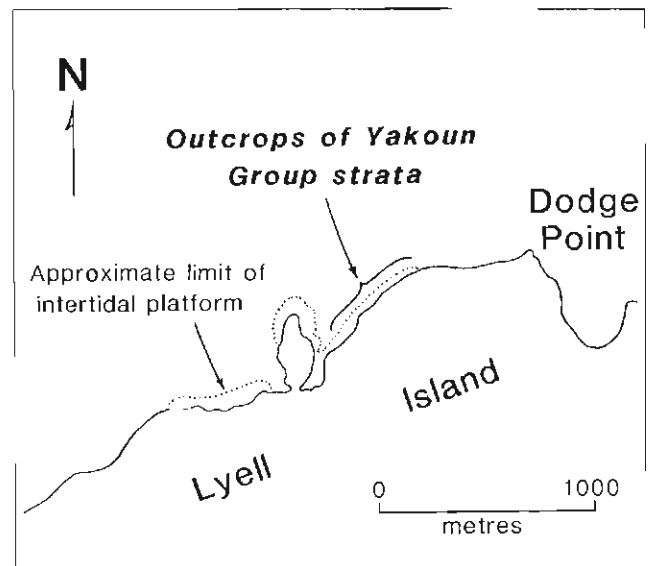 N
Outcrops of Yakoun
Group strata
Dodge
Point
Approximate limit of
intertidal platform
Island
Lyell
0 1000
metres